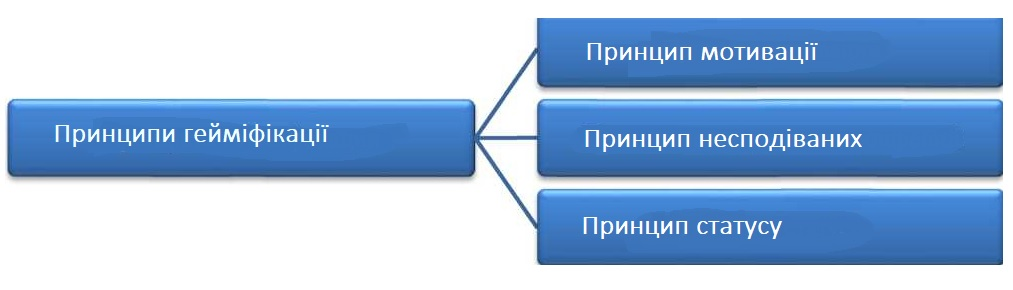 Принципи гейміфікації
Принцип мотивації
Принцип несподіваних
Принцип статусу